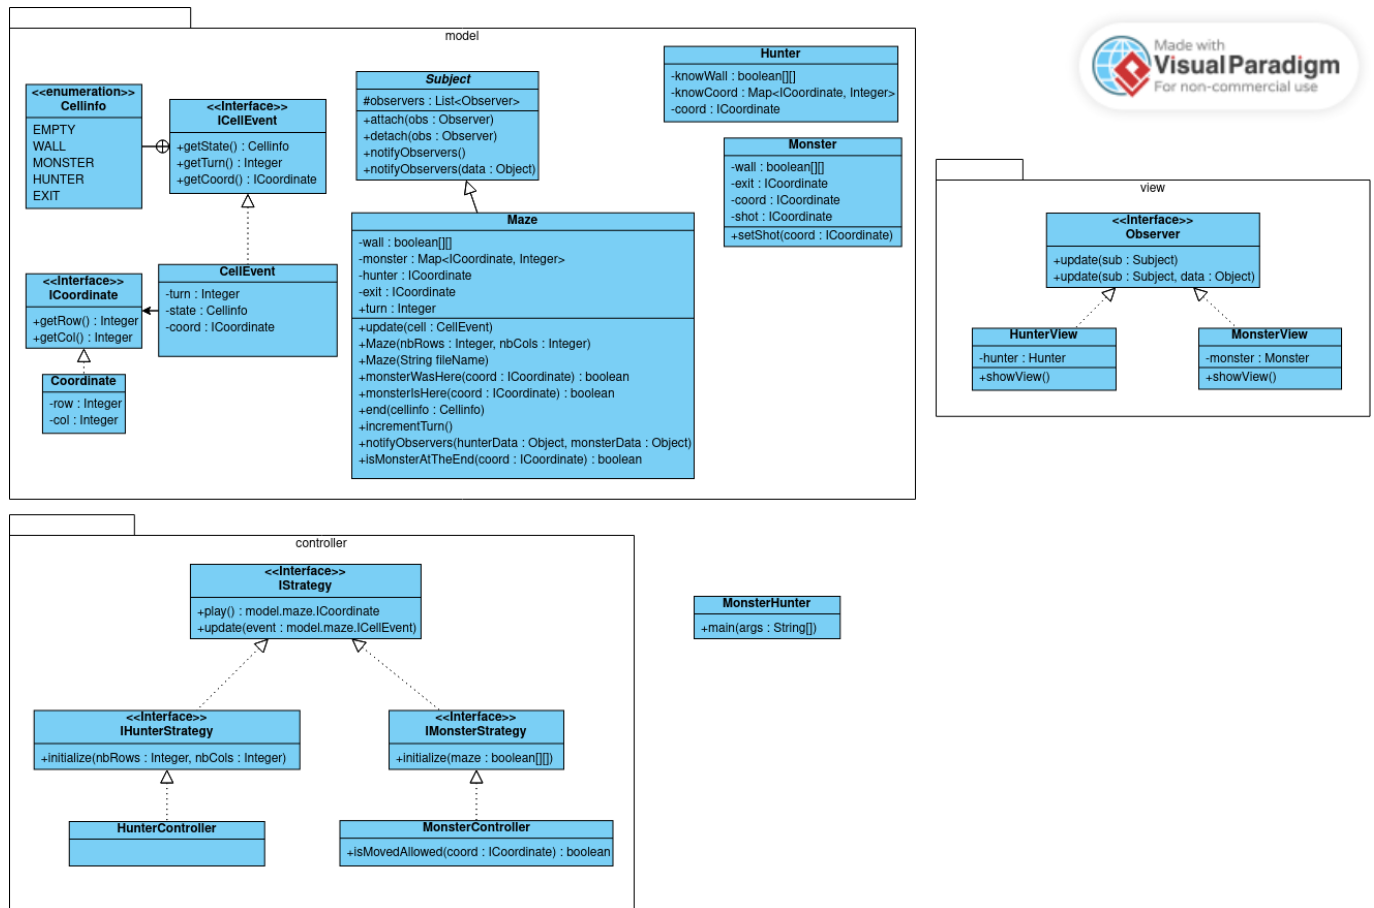 model
<<enumeration>>
Cellinfo
EMPTY
WALL
MONSTER
HUNTER
EXIT
<<Interface>>
ICellEvent
+getState() : Cellinfo
+getTurn() : Integer
+getCoord() : ICoordinate
Subject
#observers : List<Observer>
+attach(obs : Observer)
+detach(obs : Observer)
+notifyObservers()
+notifyObservers(data : Object)
Hunter
-knowWall : boolean[][]
-knowCoord : Map<ICoordinate, Integer>
-coord : ICoordinate
Monster
-wall : boolean[][]
-exit : ICoordinate
-coord : ICoordinate
-shot : ICoordinate
+setShot(coord : ICoordinate)
<<Interface>>
ICoordinate
+getRow() : Integer
+getCol() : Integer
CellEvent
-turn : Integer
-state : Cellinfo
-coord : ICoordinate
Coordinate
-row : Integer
-col : Integer
Maze
-wall : boolean[][]
-monster : Map<ICoordinate, Integer>
-hunter : ICoordinate
-exit : ICoordinate
+turn : Integer
+update(cell : CellEvent)
+Maze(nbRows : Integer, nbCols : Integer)
+Maze(String fileName)
+monsterWasHere(coord : ICoordinate) : boolean
+monsterIsHere(coord : ICoordinate) : boolean
+end(cellinfo : Cellinfo)
+incrementTurn()
+notifyObservers(hunterData : Object, monsterData : Object)
+isMonsterAtTheEnd(coord : ICoordinate) : boolean
Made with
Visual Paradigm
For non-commercial use
view
<<Interface>>
Observer
+update(sub : Subject)
+update(sub : Subject, data : Object)
HunterView
-hunter : Hunter
+showView()
MonsterView
-monster : Monster
+showView()
controller
<<Interface>>
IStrategy
+play() : model.maze.ICoordinate
+update(event : model.maze.ICellEvent)
<<Interface>>
IHunterStrategy
+initialize(nbRows : Integer, nbCols : Integer)
<<Interface>>
IMonsterStrategy
+initialize(maze : boolean[][])
HunterController
MonsterController
+isMovedAllowed(coord : ICoordinate) : boolean
MonsterHunter
+main(args : String[])